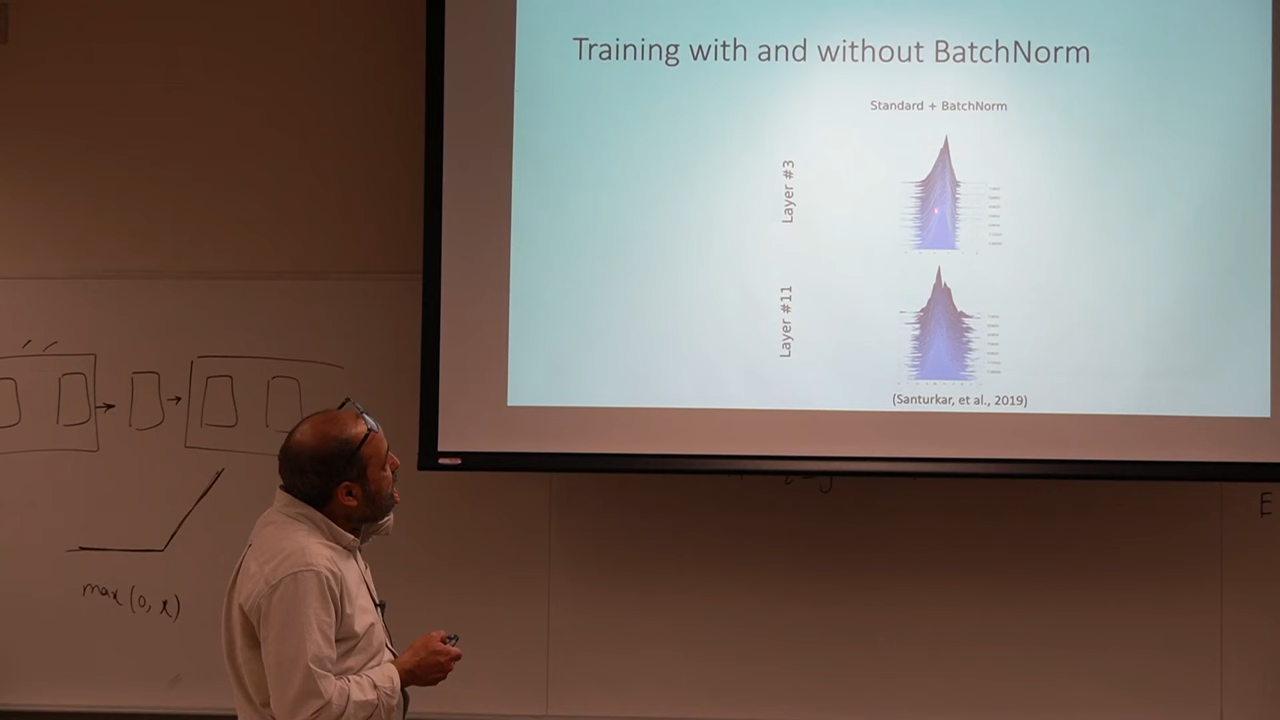 Training with and without BatchNorm
Standard + BatchNorm
Layer #3
Layer #11
(Santurkar, et al., 2019)
max (0, x)
E